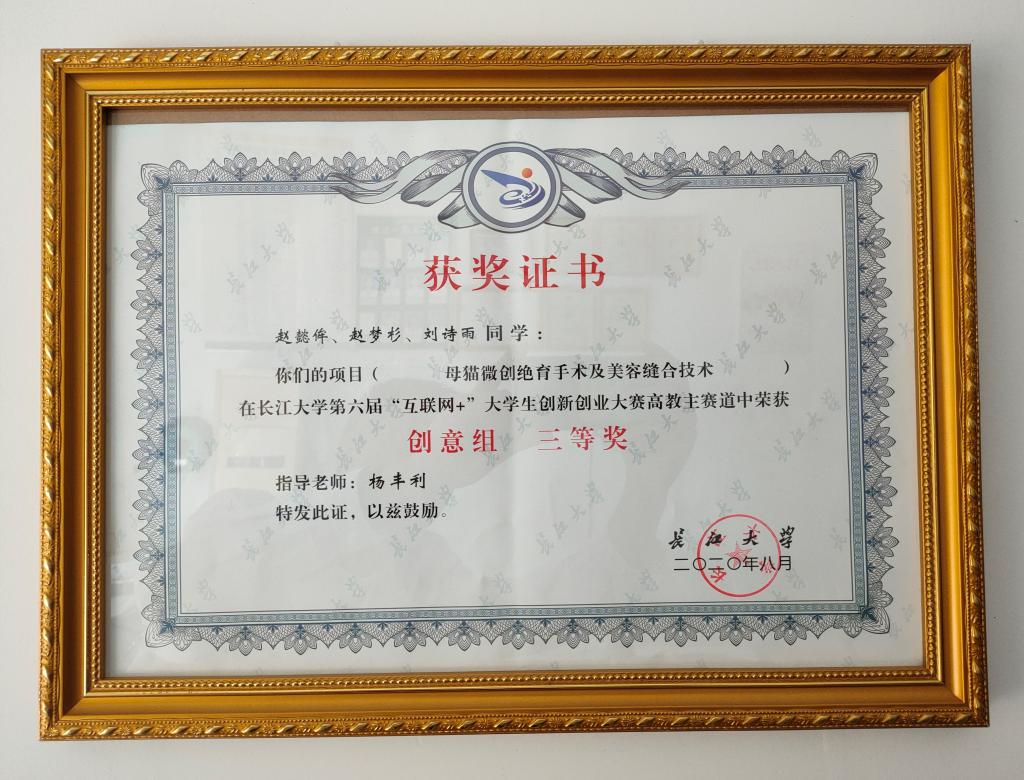 获奖证书
赵懿伟、赵梦杉、刘诗雨 同学：
你们的项目（ 母猫微创绝育手术及美容缝合技术 ）
在长江大学第六届“互联网+”大学生创新创业大赛高教主赛道中荣获
创意组 三等奖
指导老师：杨丰利
特发此证，以兹鼓励。
长江大学
二〇二〇年八月